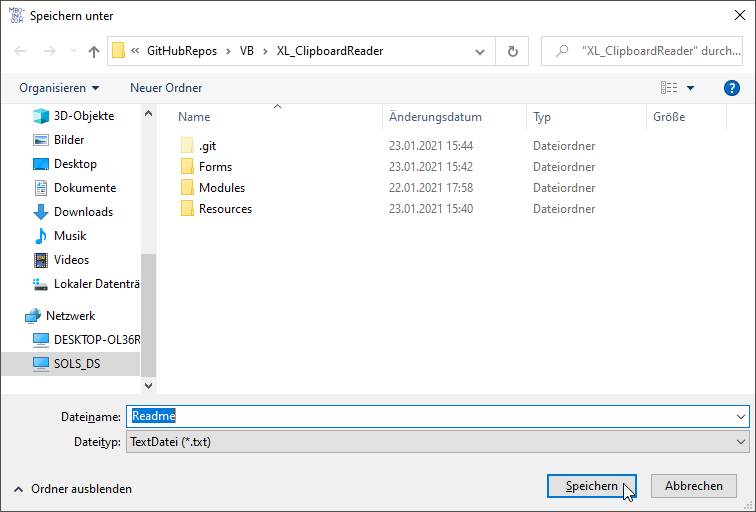 MBO-ING.COM
Speichern unter
« GitHubRepos VB XL_ClipboardReader
"XL_ClipboardReader" durch...
Organisieren Neuer Ordner ?
Name Änderungsdatum Typ Größe
3D-Objekte
Bilder
Desktop
Dokumente
Downloads
Musik
Videos
Lokaler Datenträ
Netzwerk
DESKTOP-OL36R
SOLS_DS
.git 23.01.2021 15:44 Dateiordner
Forms 23.01.2021 15:42 Dateiordner
Modules 22.01.2021 17:58 Dateiordner
Resources 23.01.2021 15:40 Dateiordner
Dateiname: Readme
Dateityp: TextDatei (*.txt)
Ordner ausblenden Speichern Abbrechen